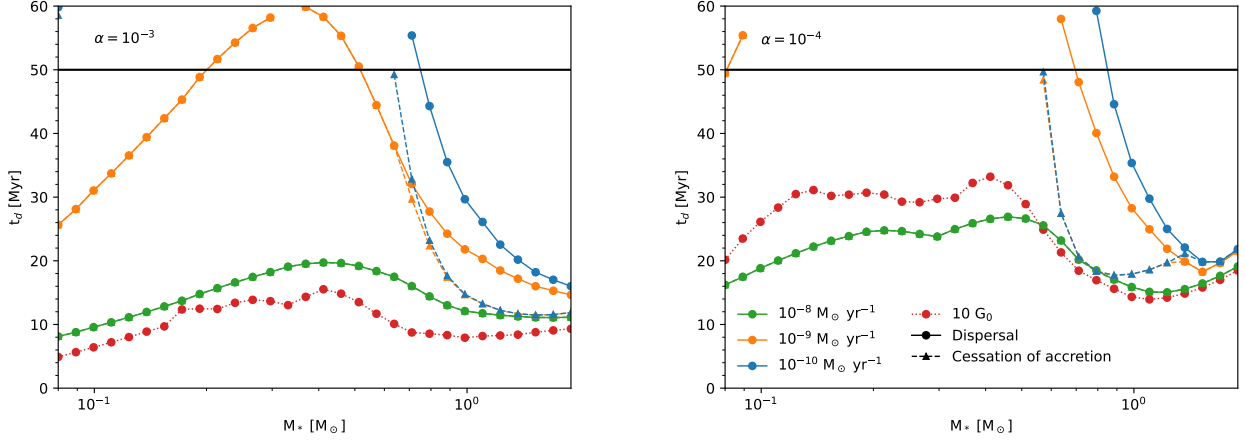 60
50
40
30
20
10
0
t_d [Myr]
α = 10⁻³
10⁻¹
10⁰
M_* [M_⊙]
60
50
40
30
20
10
0
t_d [Myr]
α = 10⁻⁴
10⁻⁸ M_⊙ yr⁻¹
10⁻⁹ M_⊙ yr⁻¹
10⁻¹⁰ M_⊙ yr⁻¹
10 G₀
Dispersal
Cessation of accretion
10⁻¹
10⁰
M_* [M_⊙]